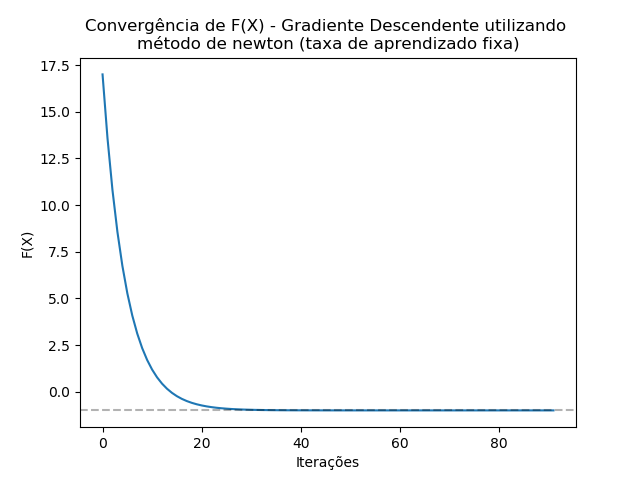 Convergência de F(X) - Gradiente Descendente utilizando
método de newton (taxa de aprendizado fixa)
17.5
15.0
12.5
10.0
7.5
5.0
2.5
0.0
F(X)
0 20 40 60 80
Iterações